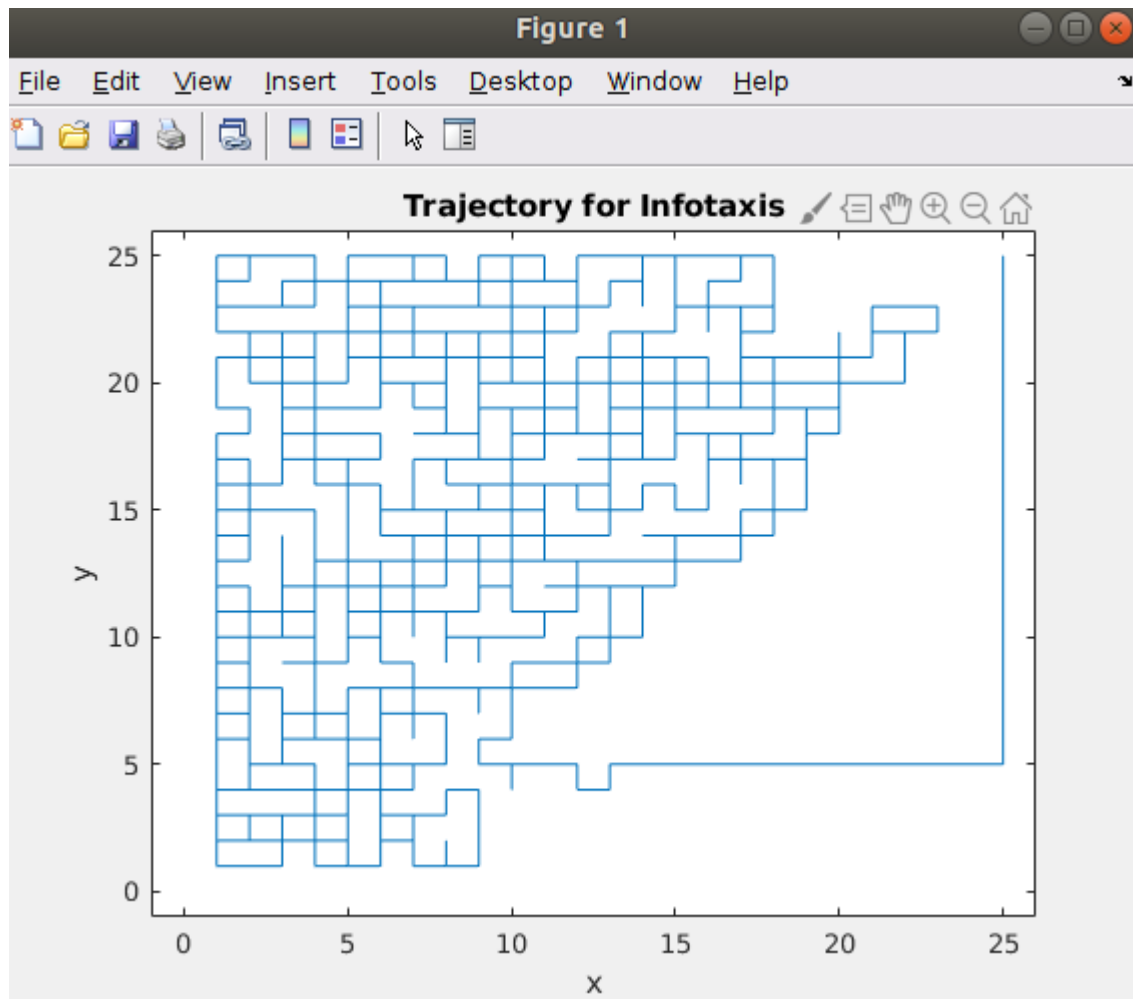 Figure 1
File Edit View Insert Tools Desktop Window Help
Trajectory for Infotaxis
25
20
15
10
5
0
y
0 5 10 15 20 25
x